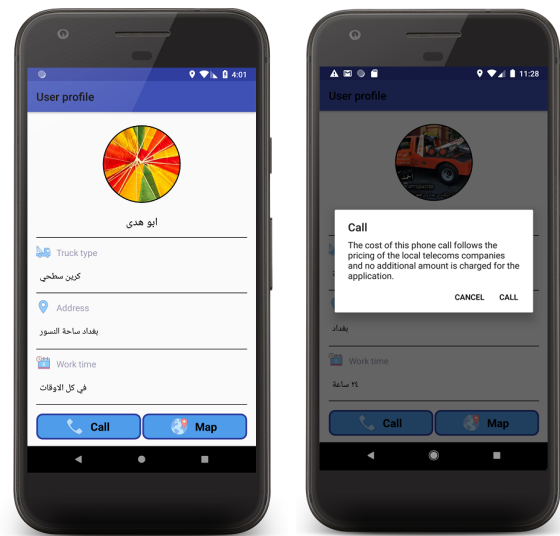 4:01
User profile
ابو هدى
Truck type
كرين سطحي
Address
بغداد ساحة النسور
Work time
في كل الاوقات
Call
Map
11:28
User profile
Call
The cost of this phone call follows the
pricing of the local telecoms companies
and no additional amount is charged for the
application.
CANCEL CALL
بغداد
Work time
٢٤ ساعة
Call
Map